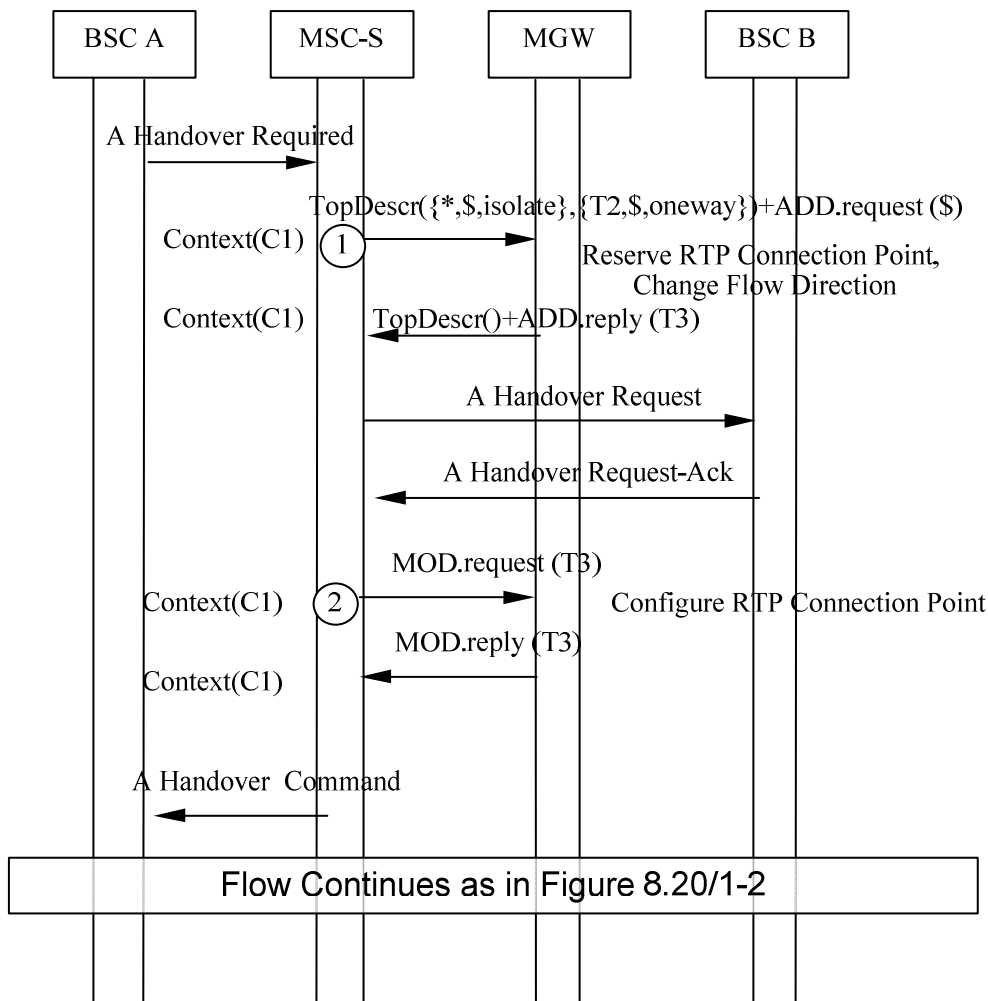 BSC A
MSC-S
MGW
BSC B
A Handover Required
TopDescr({*,$,isolate},{T2,$,oneway})+ADD.request ($)
Context(C1)
1
Reserve RTP Connection Point,
Change Flow Direction
Context(C1)
TopDescr()+ADD.reply (T3)
A Handover Request
A Handover Request-Ack
MOD.request (T3)
Context(C1)
2
Configure RTP Connection Point
MOD.reply (T3)
Context(C1)
A Handover Command
Flow Continues as in Figure 8.20/1-2